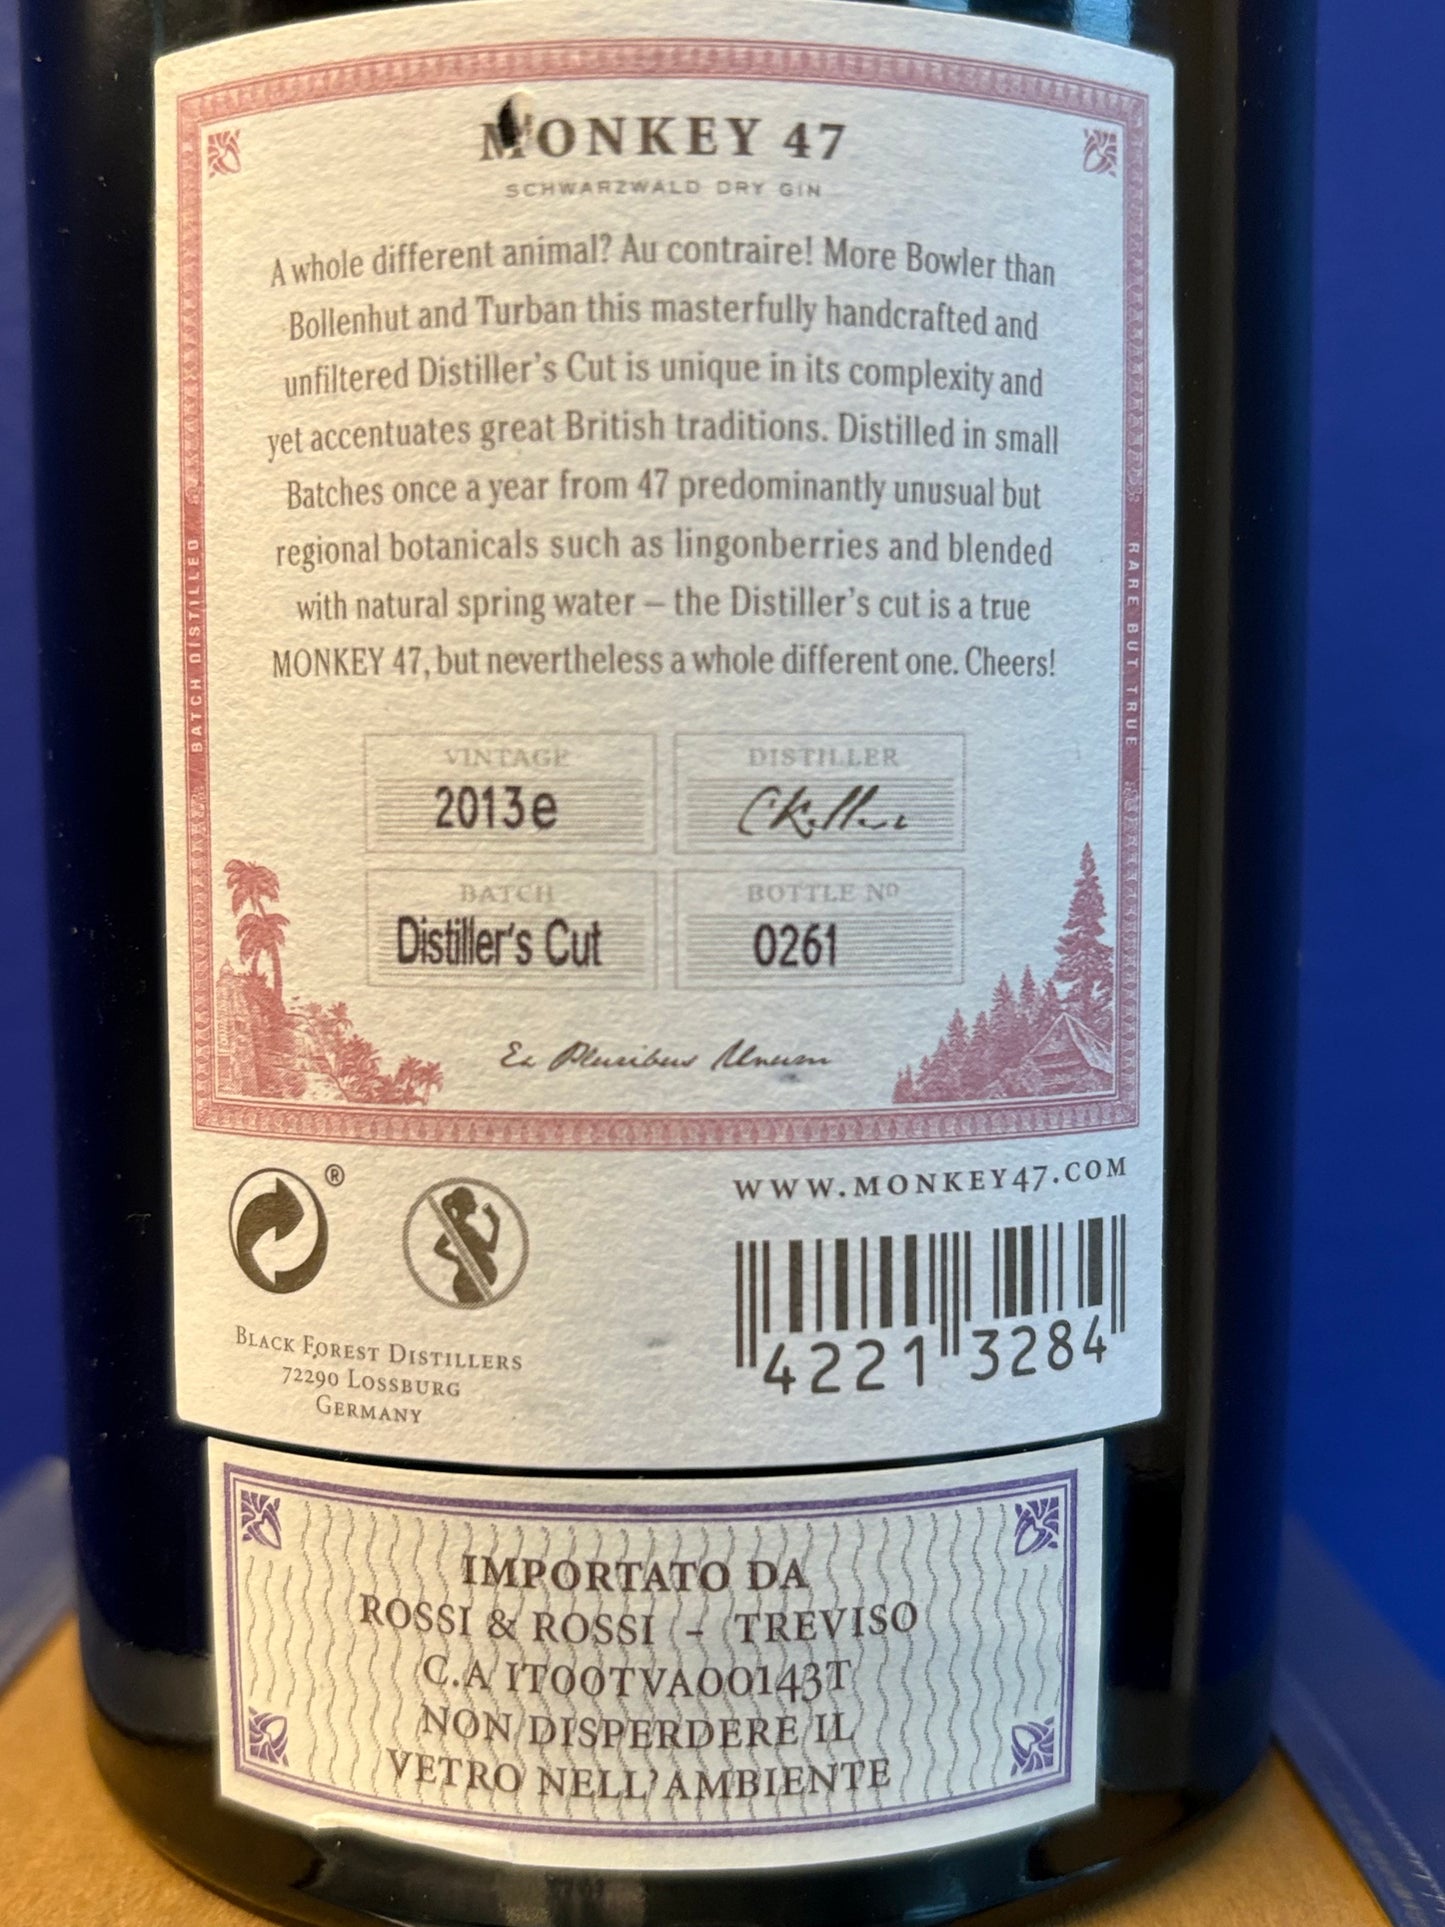 MONKEY 47
SCHWARZWALD DRY GIN
A whole different animal? Au contraire! More Bowler than
Bollenhut and Turban this masterfully handcrafted and
unfiltered Distiller's Cut is unique in its complexity and
yet accentuates great British traditions. Distilled in small
Batches once a year from 47 predominantly unusual but
regional botanicals such as lingonberries and blended
with natural spring water – the Distiller's cut is a true
MONKEY 47, but nevertheless a whole different one. Cheers!
BATCH DISTILLED
RARE BUT TRUE
VINTAGE
2013e
DISTILLER
CKeller
BATCH
Distiller's Cut
BOTTLE Nº
0261
Ex Pluribus Unum
®
WWW.MONKEY47.COM
4221 3284
BLACK FOREST DISTILLERS
72290 LOSSBURG
GERMANY
IMPORTATO DA
ROSSI & ROSSI - TREVISO
C.A IT00TVA00143T
NON DISPERDERE IL
VETRO NELL'AMBIENTE